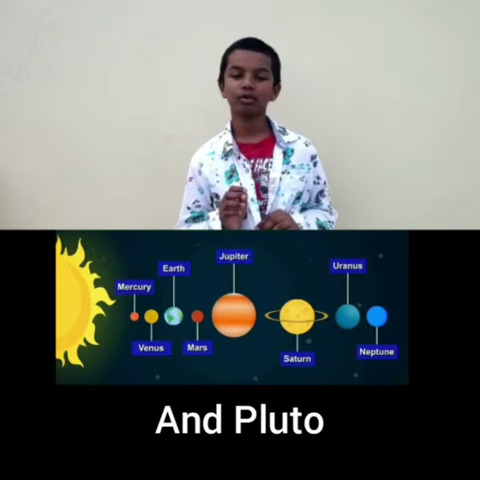 Jupiter
Uranus
Earth
Mercury
Venus
Mars
Saturn
Neptune
And Pluto